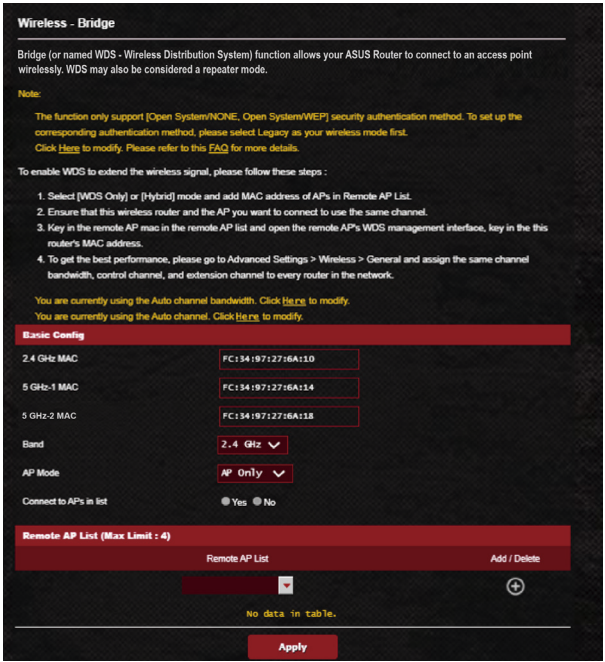 Wireless - Bridge
Bridge (or named WDS - Wireless Distribution System) function allows your ASUS Router to connect to an access point
wirelessly. WDS may also be considered a repeater mode.
Note:
The function only support [Open System/NONE, Open System/WEP] security authentication method. To set up the
corresponding authentication method, please select Legacy as your wireless mode first.
Click Here to modify. Please refer to this FAQ for more details.
To enable WDS to extend the wireless signal, please follow these steps :
1. Select [WDS Only] or [Hybrid] mode and add MAC address of APs in Remote AP List.
2. Ensure that this wireless router and the AP you want to connect to use the same channel.
3. Key in the remote AP mac in the remote AP list and open the remote AP's WDS management interface, key in the this
router's MAC address.
4. To get the best performance, please go to Advanced Settings > Wireless > General and assign the same channel
bandwidth, control channel, and extension channel to every router in the network.
You are currently using the Auto channel bandwidth. Click Here to modify.
You are currently using the Auto channel. Click Here to modify.
Basic Config
2.4 GHz MAC FC:34:97:27:6A:10
5 GHz-1 MAC FC:34:97:27:6A:14
5 GHz-2 MAC FC:34:97:27:6A:18
Band 2.4 GHz
AP Mode AP Only
Connect to APs in list Yes No
Remote AP List (Max Limit : 4)
Remote AP List Add / Delete
No data in table.
Apply